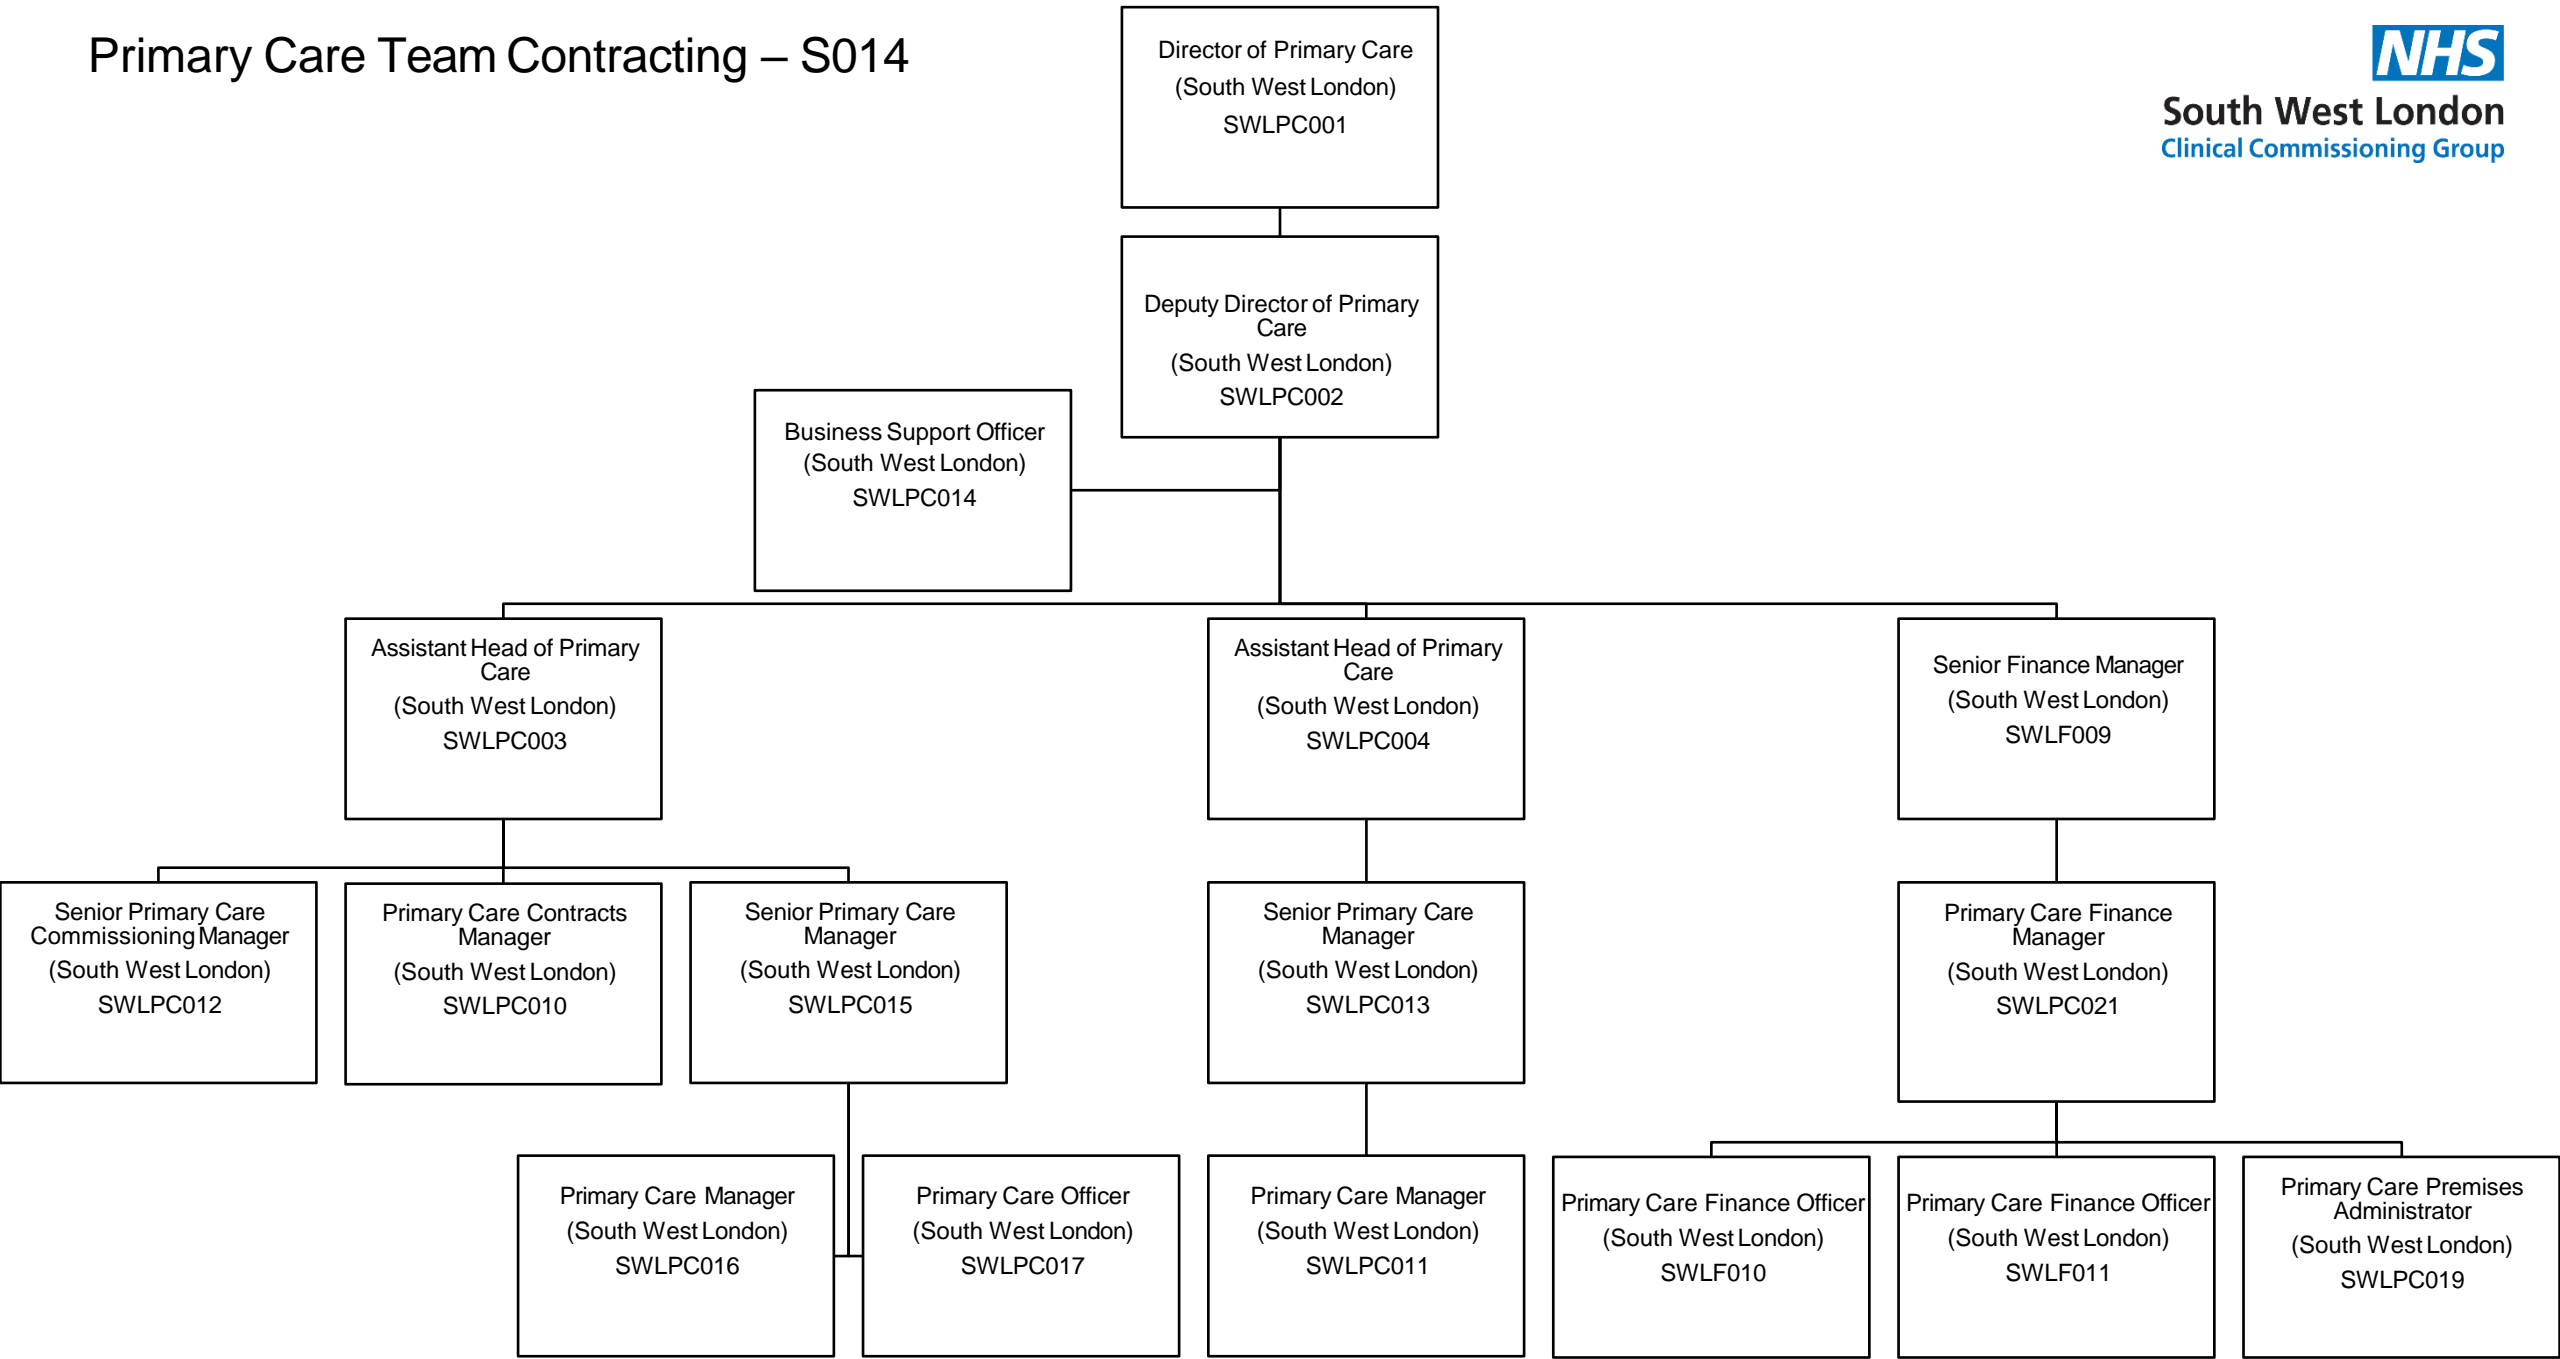 Primary Care Team Contracting – S014
NHS
South West London
Clinical Commissioning Group
Director of Primary Care
(South West London)
SWLPC001
Deputy Director of Primary
Care
(South West London)
SWLPC002
Business Support Officer
(South West London)
SWLPC014
Assistant Head of Primary
Care
(South West London)
SWLPC003
Assistant Head of Primary
Care
(South West London)
SWLPC004
Senior Finance Manager
(South West London)
SWLF009
Senior Primary Care
Commissioning Manager
(South West London)
SWLPC012
Primary Care Contracts
Manager
(South West London)
SWLPC010
Senior Primary Care
Manager
(South West London)
SWLPC015
Senior Primary Care
Manager
(South West London)
SWLPC013
Primary Care Finance
Manager
(South West London)
SWLPC021
Primary Care Manager
(South West London)
SWLPC016
Primary Care Officer
(South West London)
SWLPC017
Primary Care Manager
(South West London)
SWLPC011
Primary Care Finance Officer
(South West London)
SWLF010
Primary Care Finance Officer
(South West London)
SWLF011
Primary Care Premises
Administrator
(South West London)
SWLPC019